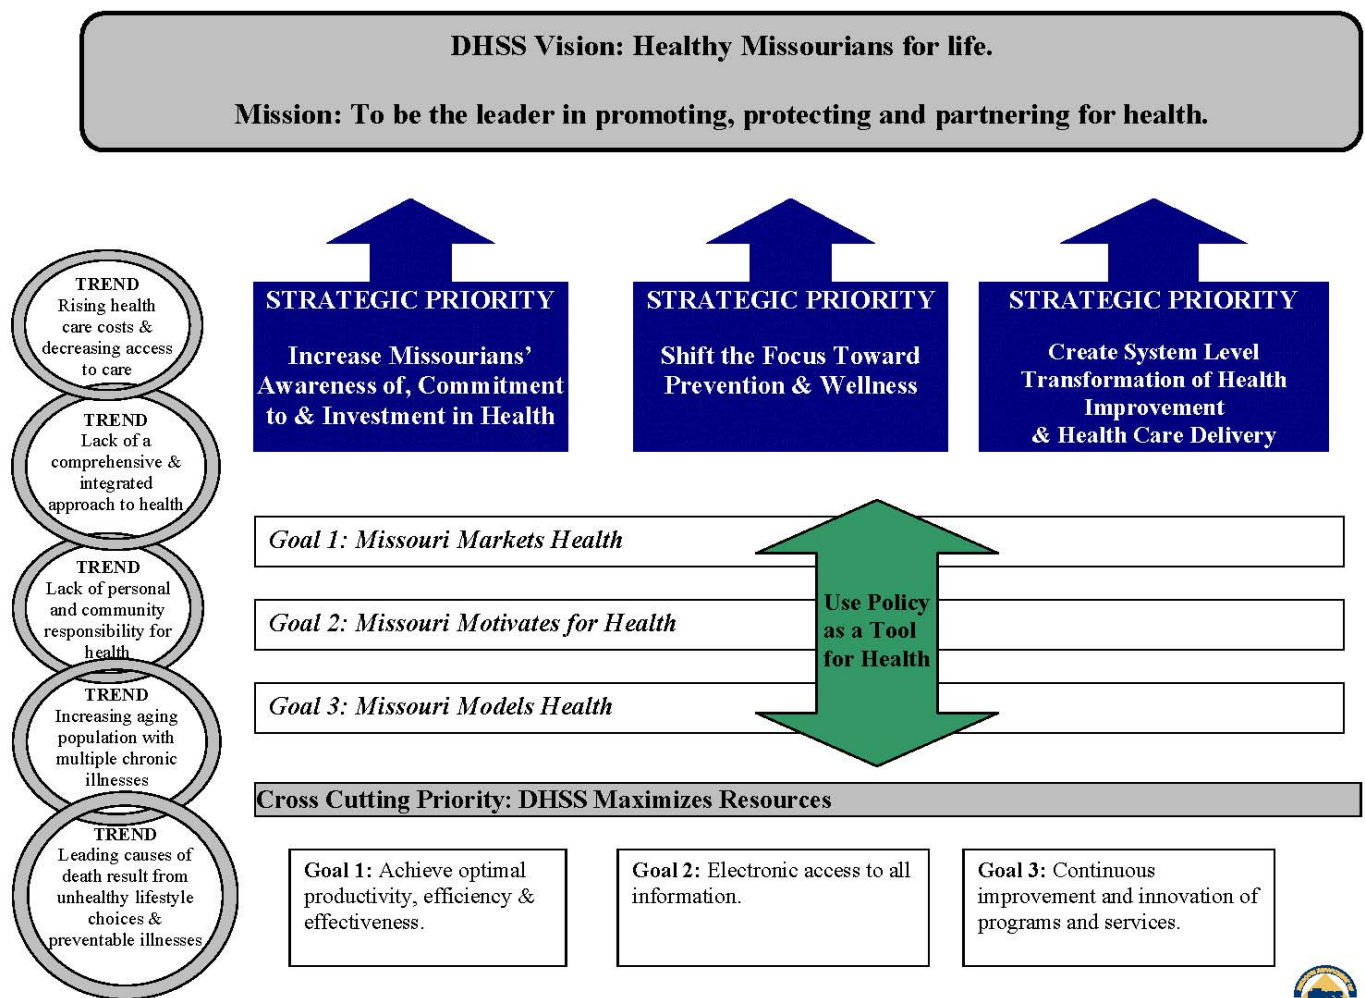 DHSS Vision: Healthy Missourians for life.
Mission: To be the leader in promoting, protecting and partnering for health.
TREND
Rising health
care costs &
decreasing access
to care
TREND
Lack of a
comprehensive &
integrated
approach to health
TREND
Lack of personal
and community
responsibility for
health
TREND
Increasing aging
population with
multiple chronic
illnesses
TREND
Leading causes of
death result from
unhealthy lifestyle
choices &
preventable illnesses
STRATEGIC PRIORITY
Increase Missourians’
Awareness of, Commitment
to & Investment in Health
STRATEGIC PRIORITY
Shift the Focus Toward
Prevention & Wellness
STRATEGIC PRIORITY
Create System Level
Transformation of Health
Improvement
& Health Care Delivery
Goal 1: Missouri Markets Health
Goal 2: Missouri Motivates for Health
Goal 3: Missouri Models Health
Use Policy
as a Tool
for Health
Cross Cutting Priority: DHSS Maximizes Resources
Goal 1: Achieve optimal
productivity, efficiency &
effectiveness.
Goal 2: Electronic access to all
information.
Goal 3: Continuous
improvement and innovation of
programs and services.